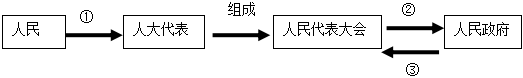 ① 组成 ②
人民 人大代表 人民代表大会 人民政府
③